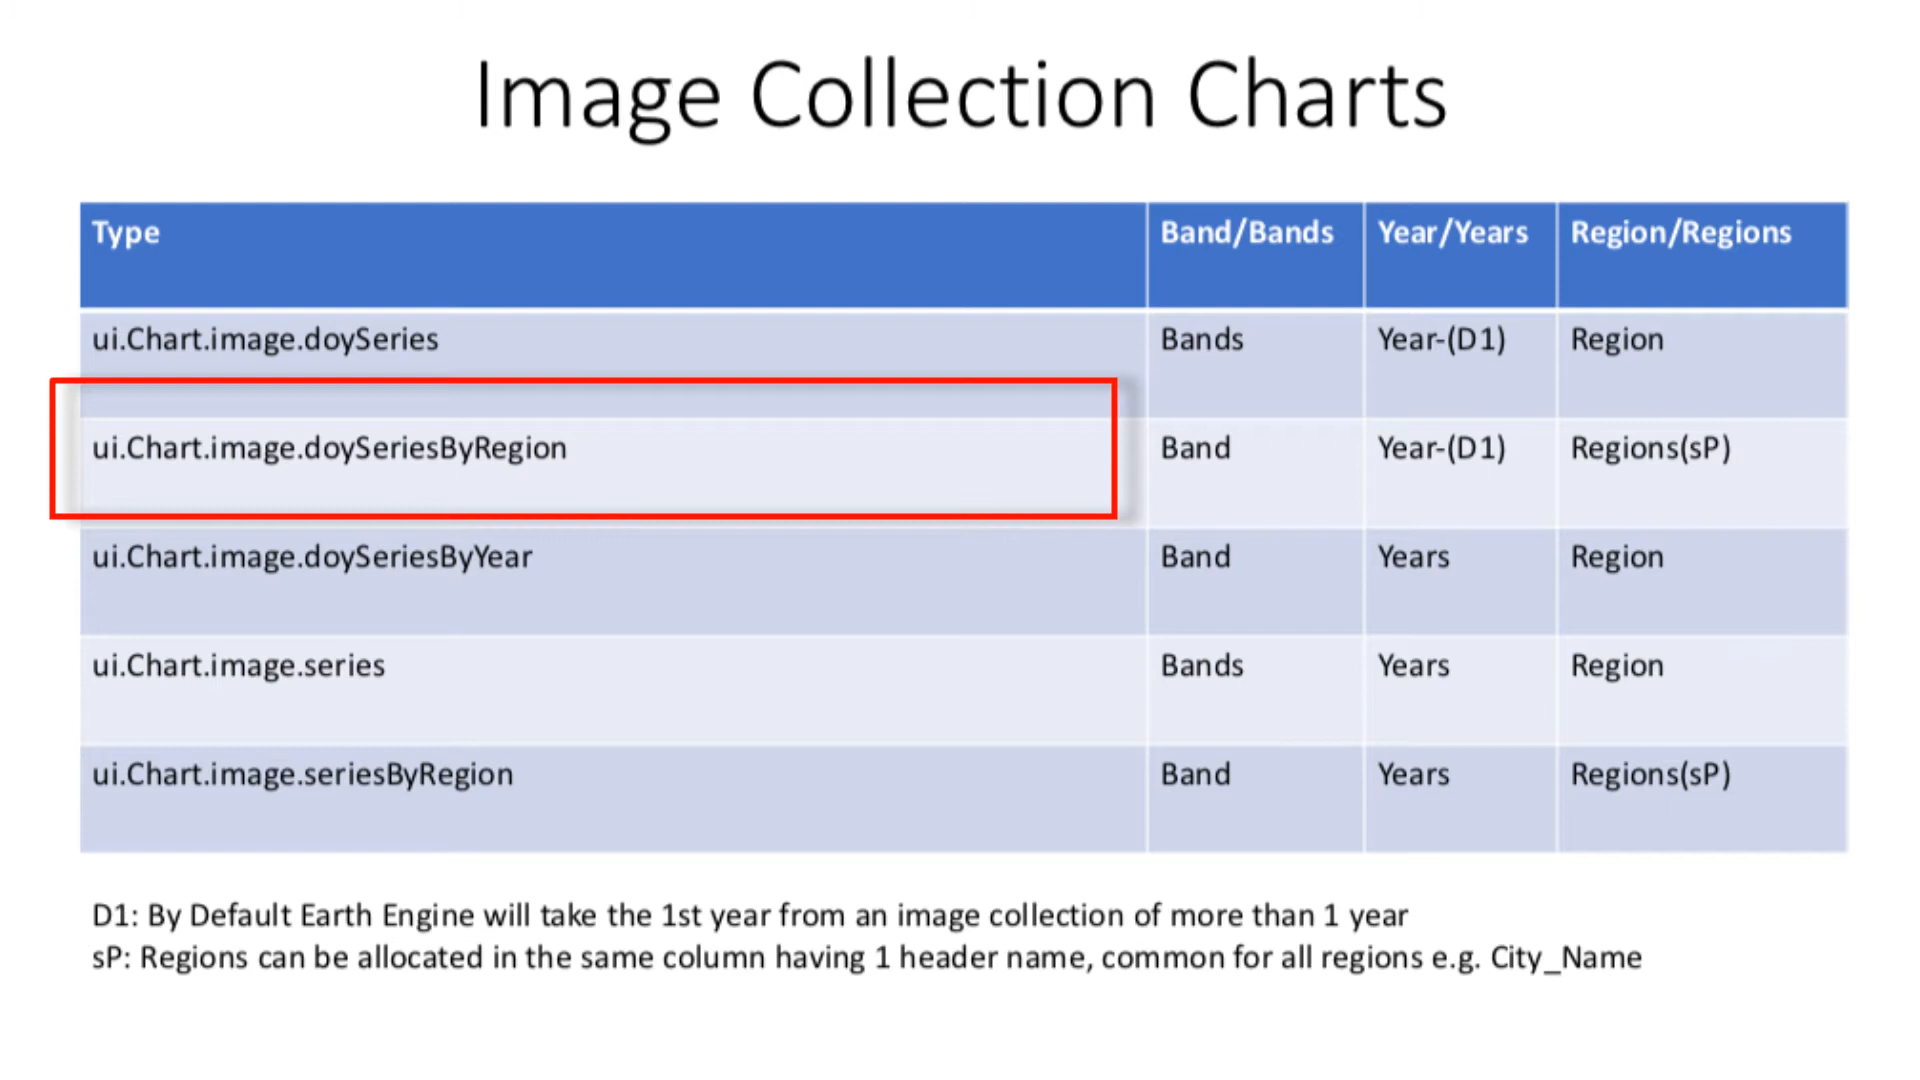 Image Collection Charts
Type Band/Bands Year/Years Region/Regions
ui.Chart.image.doySeries Bands Year-(D1) Region
ui.Chart.image.doySeriesByRegion Band Year-(D1) Regions(sP)
ui.Chart.image.doySeriesByYear Band Years Region
ui.Chart.image.series Bands Years Region
ui.Chart.image.seriesByRegion Band Years Regions(sP)
D1: By Default Earth Engine will take the 1st year from an image collection of more than 1 year
sP: Regions can be allocated in the same column having 1 header name, common for all regions e.g. City_Name